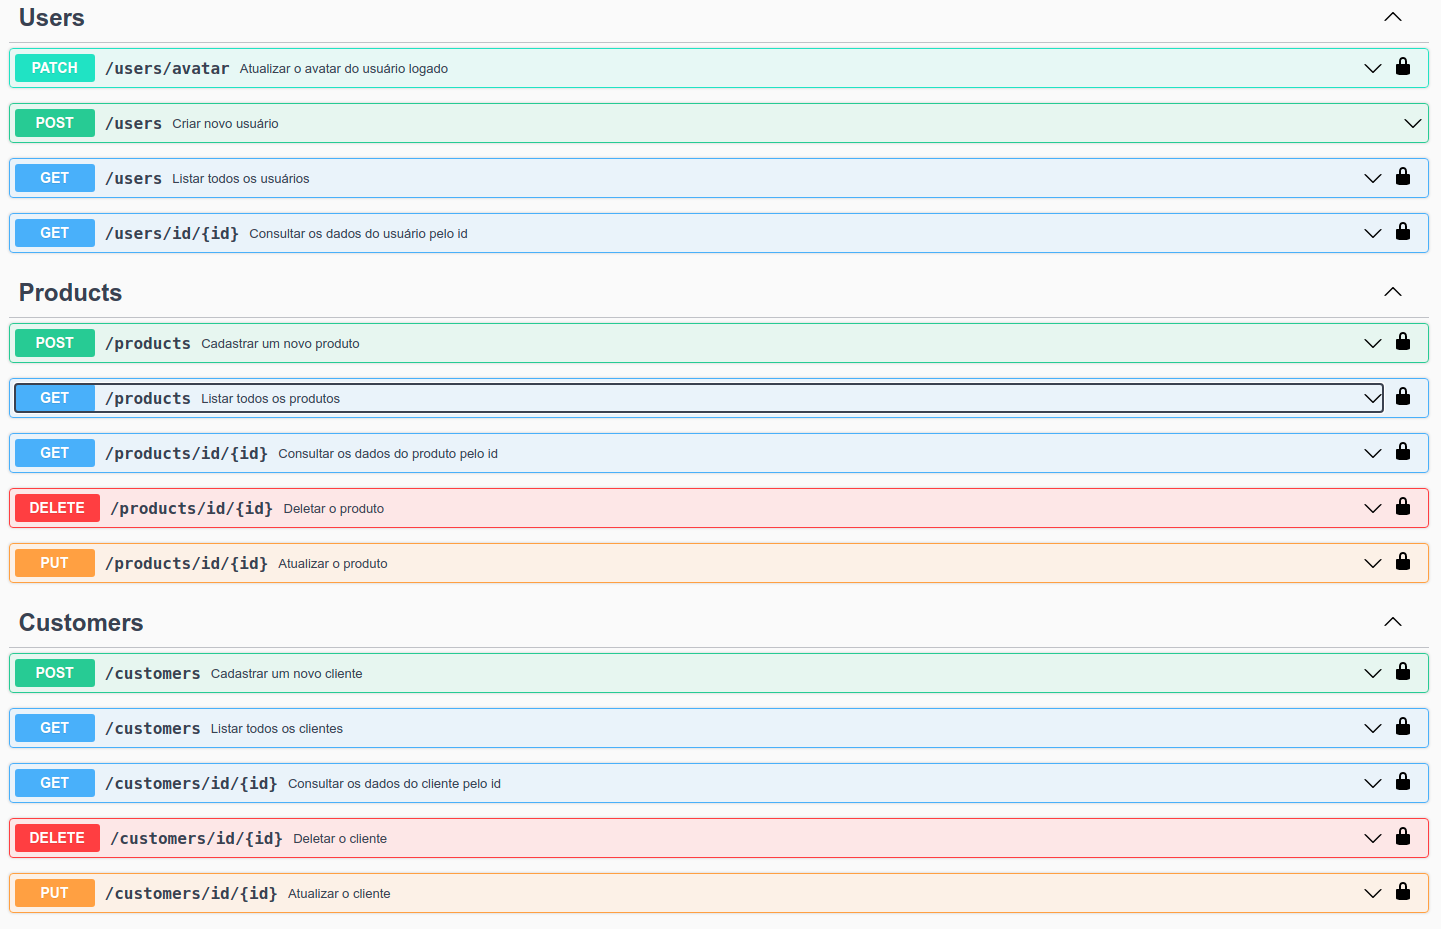 Users
PATCH /users/avatar Atualizar o avatar do usuário logado
POST /users Criar novo usuário
GET /users Listar todos os usuários
GET /users/id/{id} Consultar os dados do usuário pelo id
Products
POST /products Cadastrar um novo produto
GET /products Listar todos os produtos
GET /products/id/{id} Consultar os dados do produto pelo id
DELETE /products/id/{id} Deletar o produto
PUT /products/id/{id} Atualizar o produto
Customers
POST /customers Cadastrar um novo cliente
GET /customers Listar todos os clientes
GET /customers/id/{id} Consultar os dados do cliente pelo id
DELETE /customers/id/{id} Deletar o cliente
PUT /customers/id/{id} Atualizar o cliente